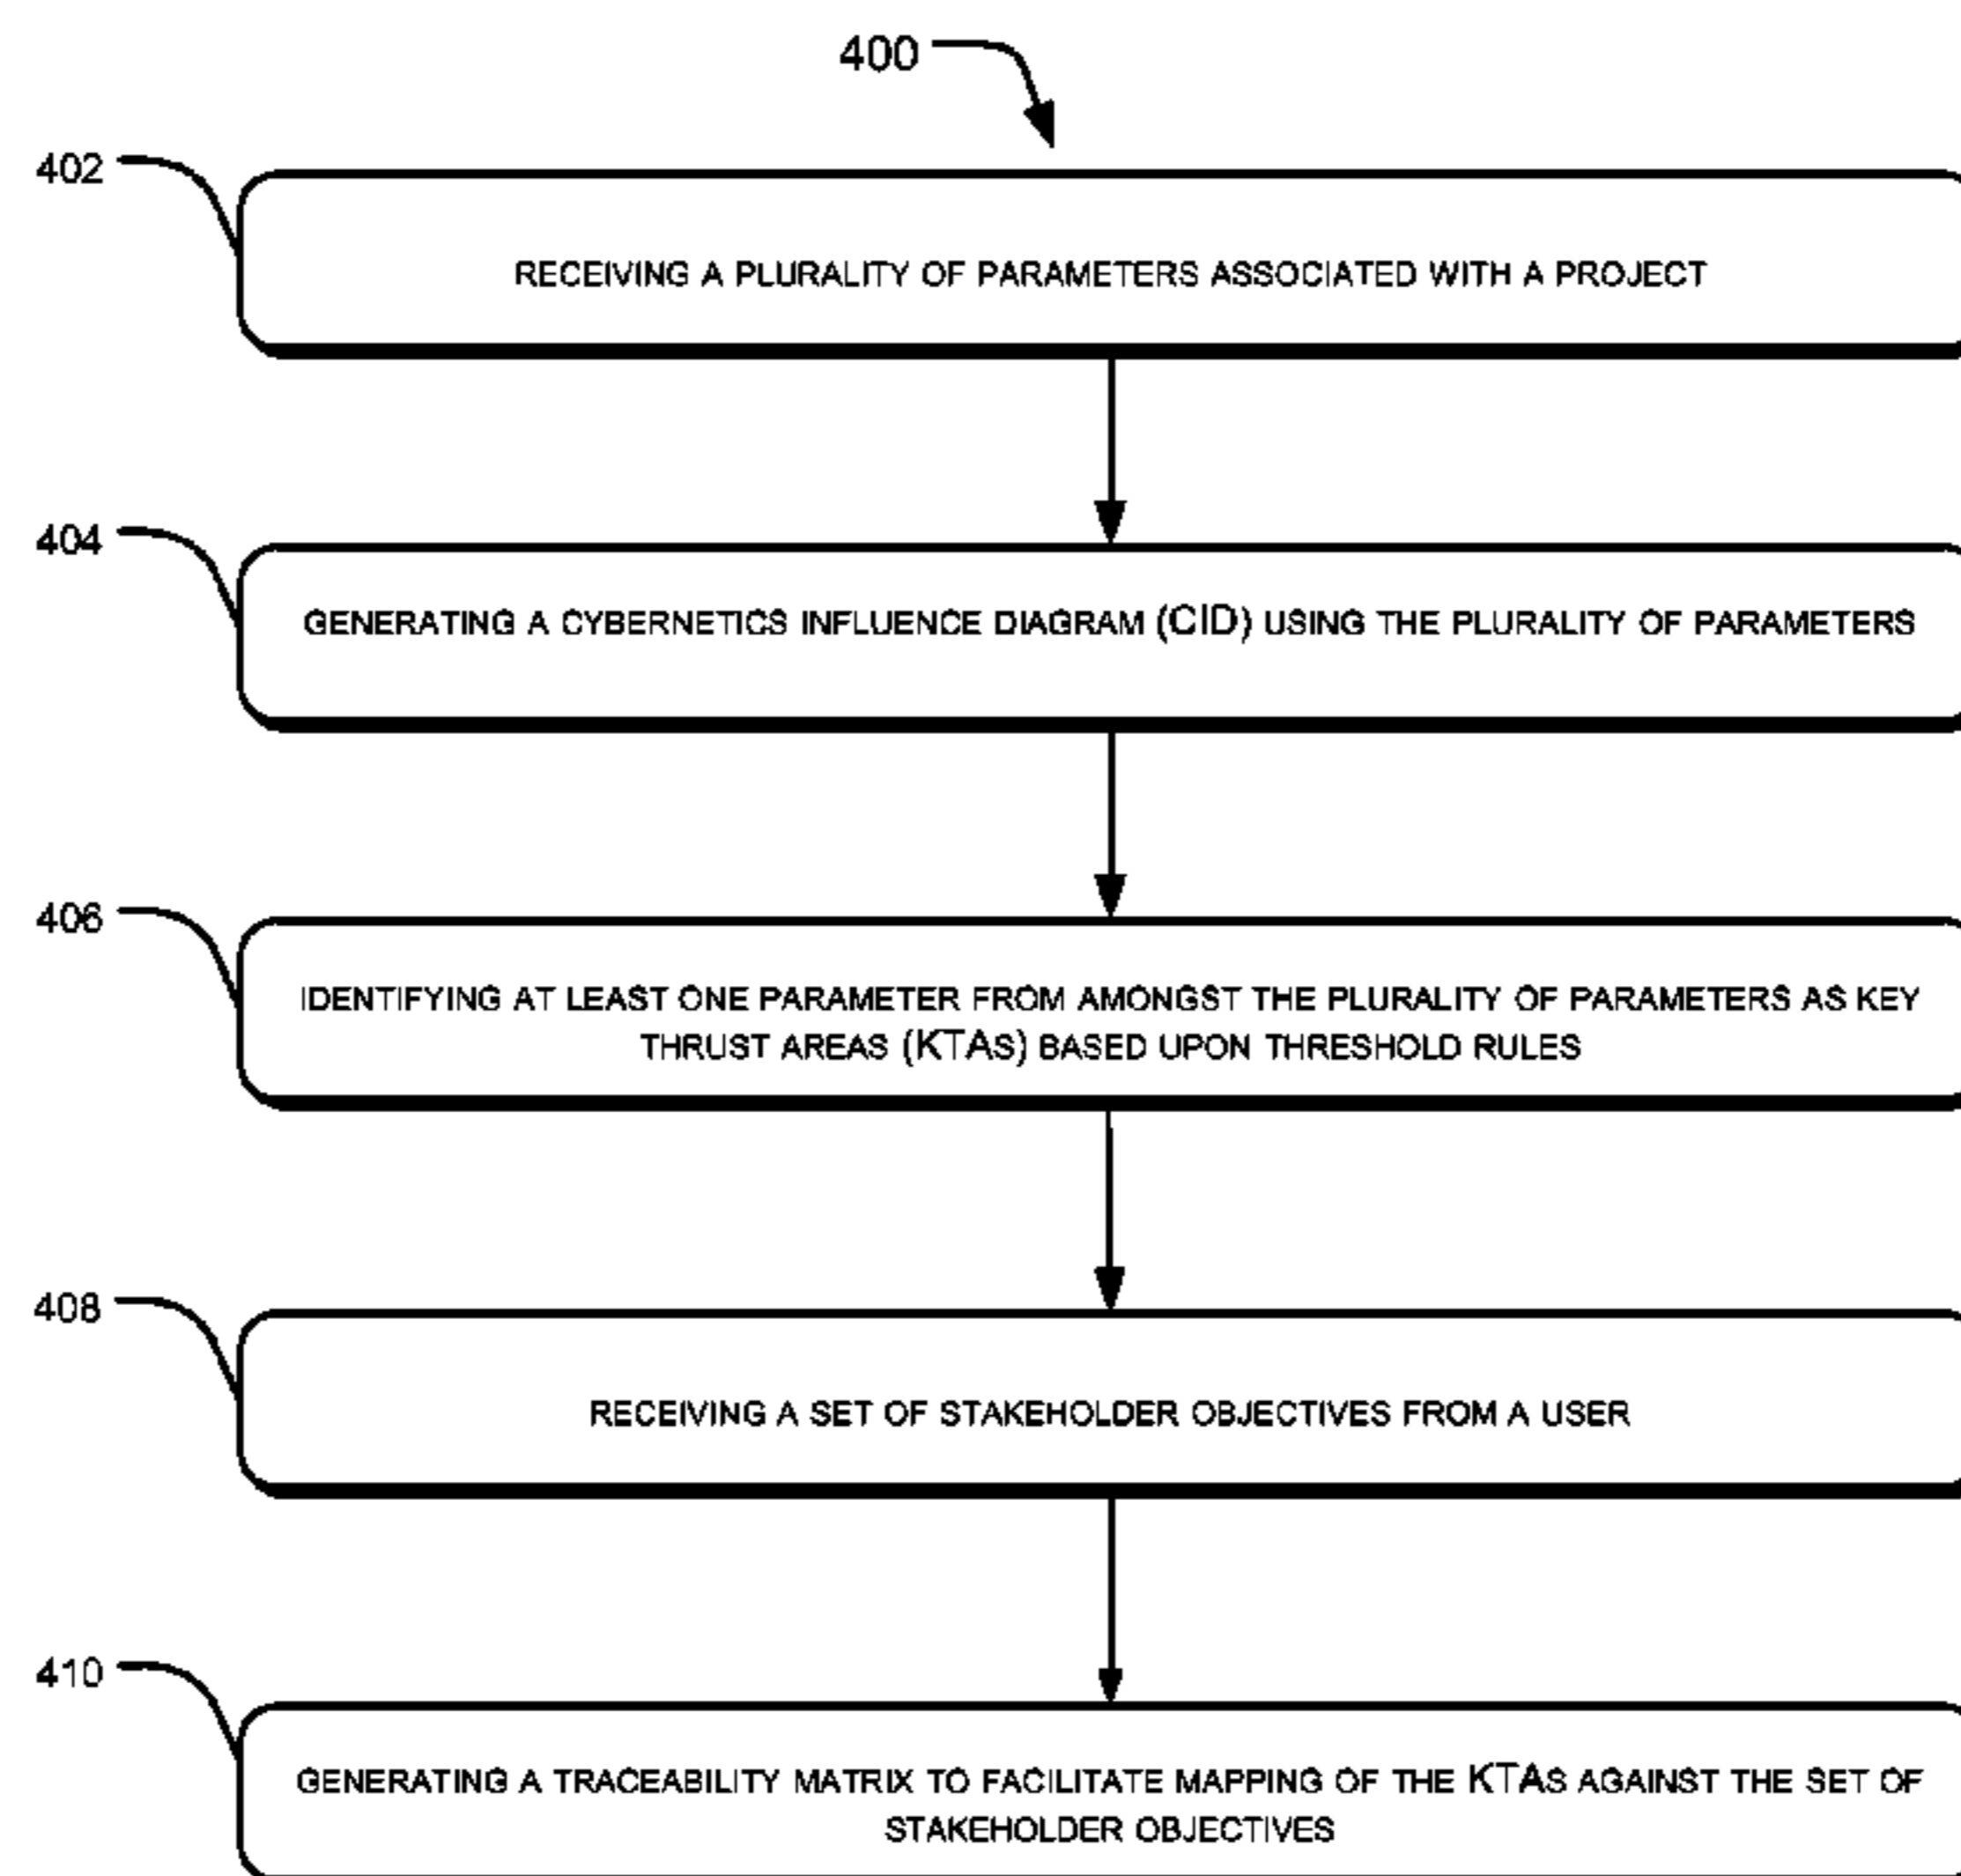 400
402
RECEIVING A PLURALITY OF PARAMETERS ASSOCIATED WITH A PROJECT
404
GENERATING A CYBERNETICS INFLUENCE DIAGRAM (CID) USING THE PLURALITY OF PARAMETERS
406
IDENTIFYING AT LEAST ONE PARAMETER FROM AMONGST THE PLURALITY OF PARAMETERS AS KEY
THRUST AREAS (KTAS) BASED UPON THRESHOLD RULES
408
RECEIVING A SET OF STAKEHOLDER OBJECTIVES FROM A USER
410
GENERATING A TRACEABILITY MATRIX TO FACILITATE MAPPING OF THE KTAS AGAINST THE SET OF
STAKEHOLDER OBJECTIVES